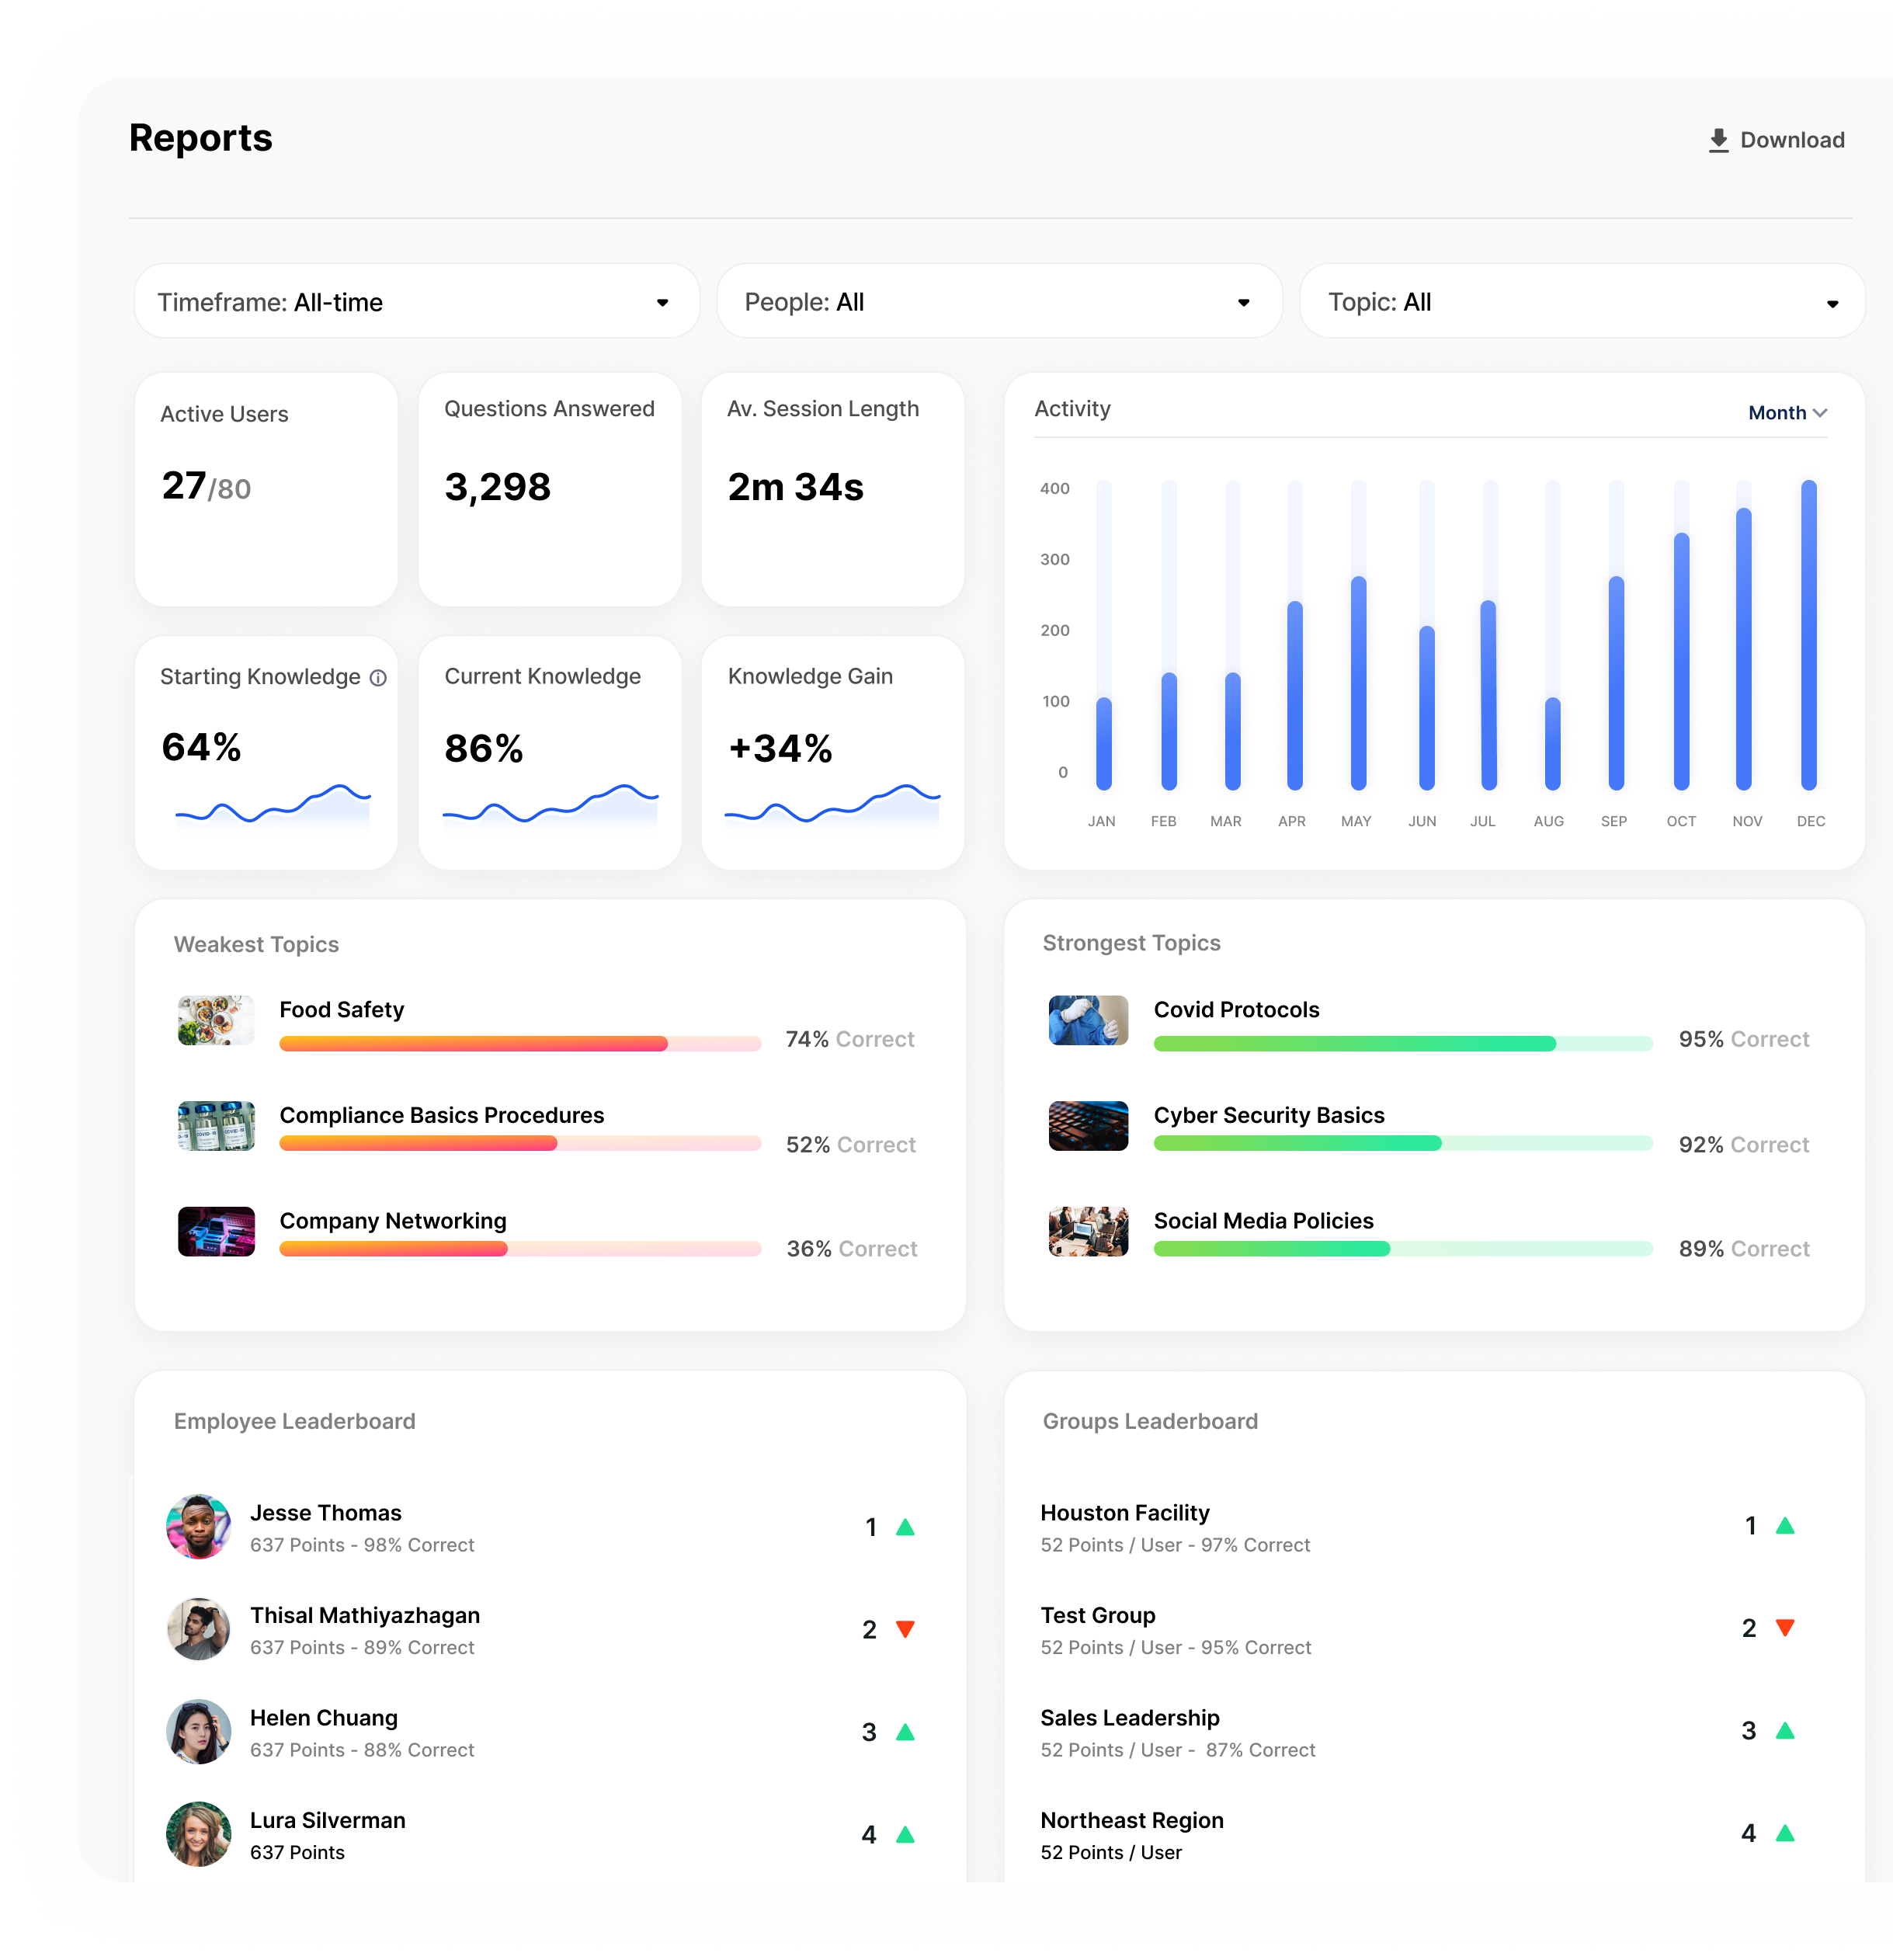 Reports
Download
Timeframe: All-time
People: All
Topic: All
Active Users
27/80
Questions Answered
3,298
Av. Session Length
2m 34s
Starting Knowledge
64%
Current Knowledge
86%
Knowledge Gain
+34%
Activity
Month
400
300
200
100
0
JAN FEB MAR APR MAY JUN JUL AUG SEP OCT NOV DEC
Weakest Topics
Food Safety
74% Correct
Compliance Basics Procedures
52% Correct
Company Networking
36% Correct
Strongest Topics
Covid Protocols
95% Correct
Cyber Security Basics
92% Correct
Social Media Policies
89% Correct
Employee Leaderboard
Jesse Thomas
637 Points - 98% Correct
1
Thisal Mathiyazhagan
637 Points - 89% Correct
2
Helen Chuang
637 Points - 88% Correct
3
Lura Silverman
637 Points
4
Groups Leaderboard
Houston Facility
52 Points / User - 97% Correct
1
Test Group
52 Points / User - 95% Correct
2
Sales Leadership
52 Points / User -  87% Correct
3
Northeast Region
52 Points / User
4